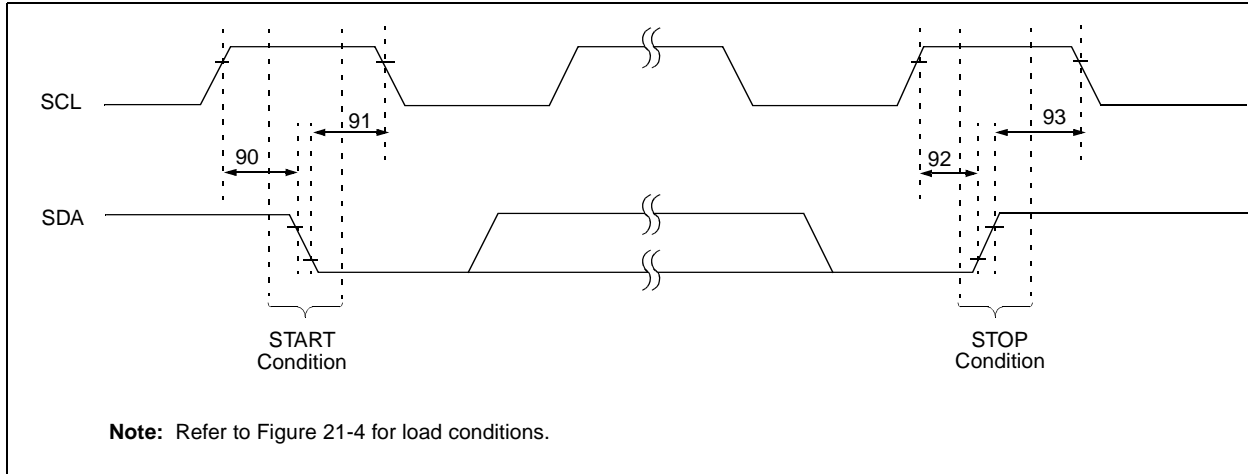 SCL
91
93
90
92
SDA
START
Condition
STOP
Condition
Note: Refer to Figure 21-4 for load conditions.